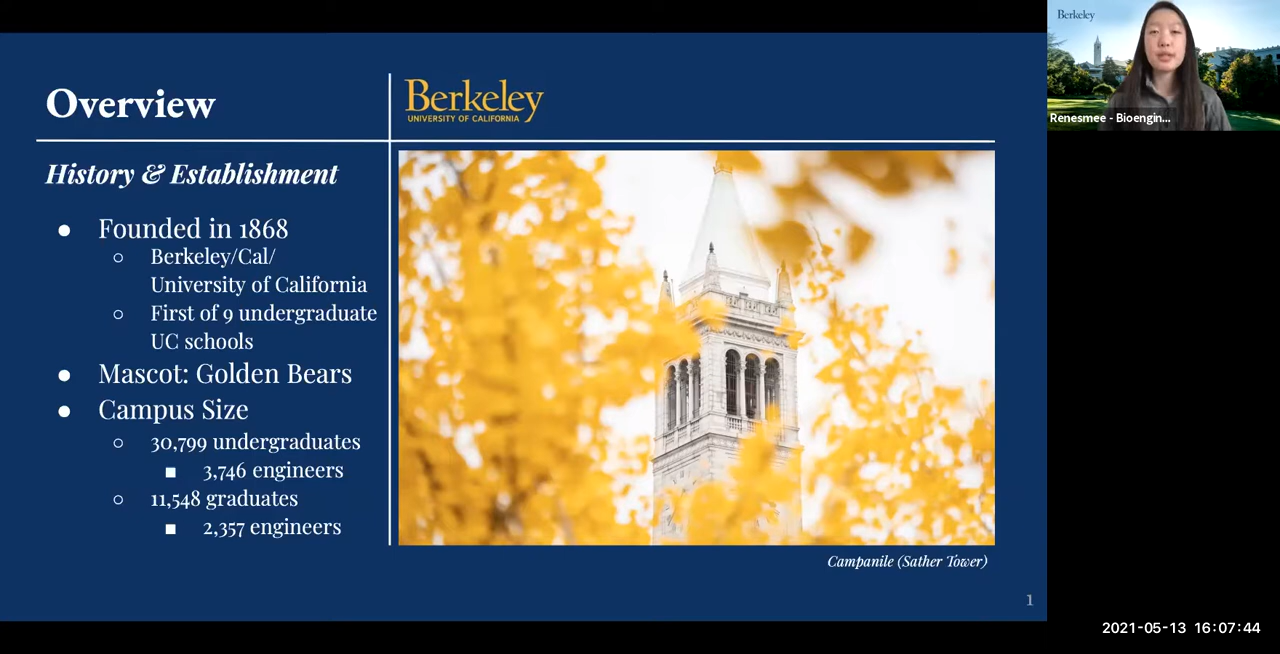 Overview
Berkeley
UNIVERSITY OF CALIFORNIA
History & Establishment
● Founded in 1868
○ Berkeley/Cal/
University of California
○ First of 9 undergraduate
UC schools
● Mascot: Golden Bears
● Campus Size
○ 30,799 undergraduates
■ 3,746 engineers
○ 11,548 graduates
■ 2,357 engineers
Campanile (Sather Tower)
1
Berkeley
Renesmee - Bioengin...
2021-05-13 16:07:44